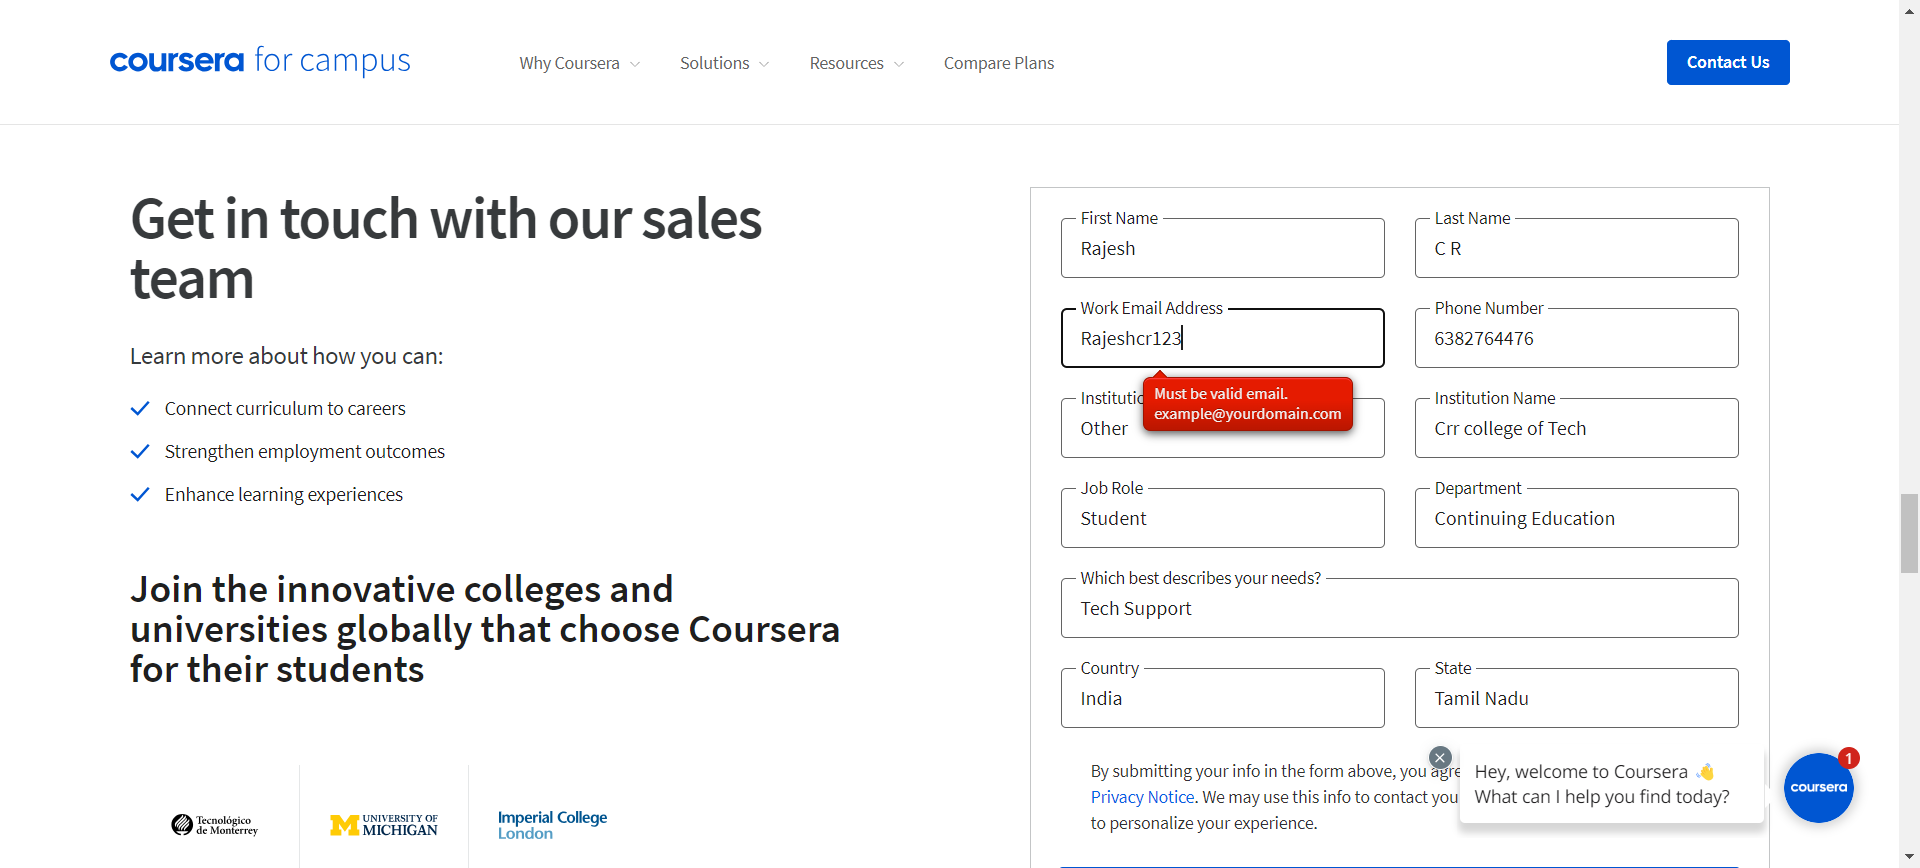 coursera for campus
Why Coursera
Solutions
Resources
Compare Plans
Contact Us
Get in touch with our sales
team
Learn more about how you can:
Connect curriculum to careers
Strengthen employment outcomes
Enhance learning experiences
Join the innovative colleges and
universities globally that choose Coursera
for their students
Tecnológico
de Monterrey
M UNIVERSITY OF
MICHIGAN
Imperial College
London
First Name
Rajesh
Last Name
C R
Work Email Address
Rajeshcr123
Phone Number
6382764476
Must be valid email.
example@yourdomain.com
Institutio
Other
Institution Name
Crr college of Tech
Job Role
Student
Department
Continuing Education
Which best describes your needs?
Tech Support
Country
India
State
Tamil Nadu
By submitting your info in the form above, you agre
Privacy Notice. We may use this info to contact you
to personalize your experience.
Hey, welcome to Coursera 👋
What can I help you find today?
coursera
1